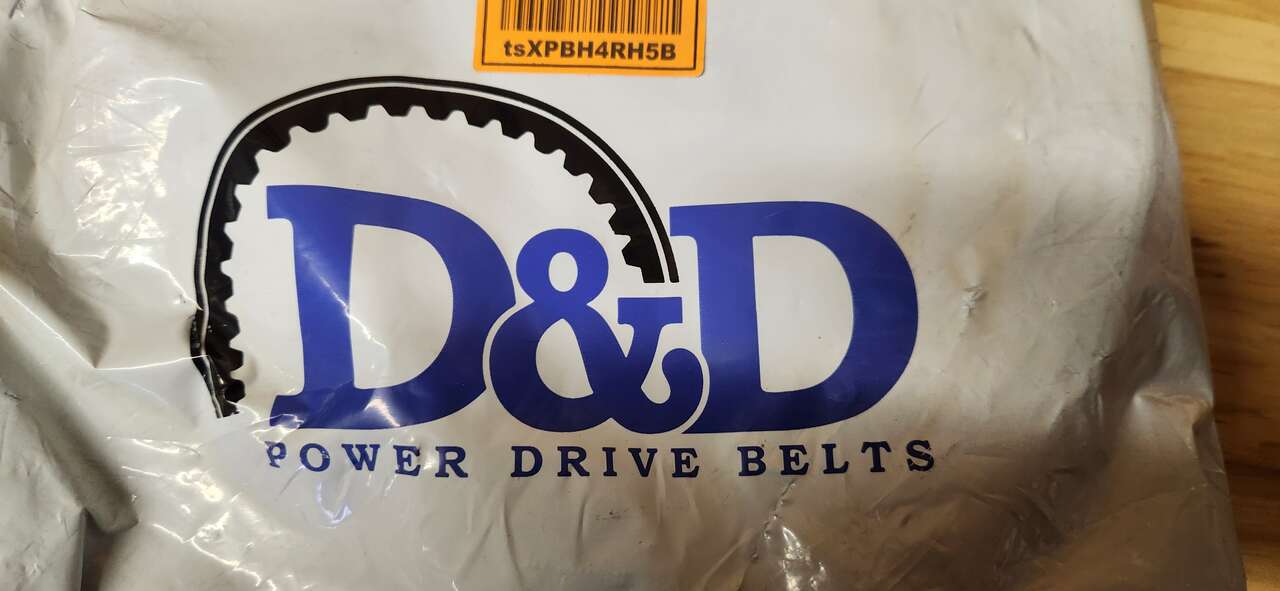 tsXPBH4RH5B
D&D
POWER DRIVE BELTS